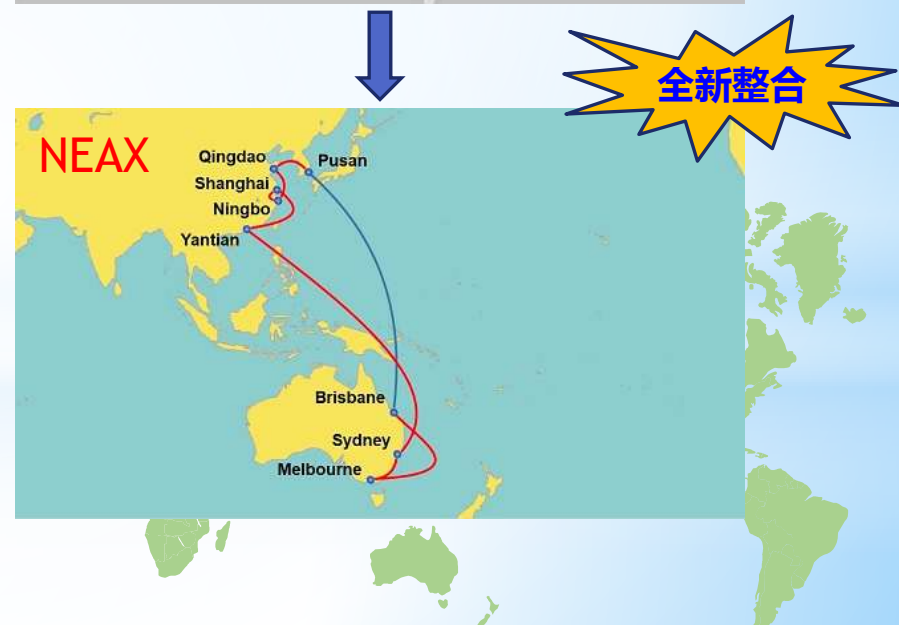 全新整合
NEAX
Qingdao
Pusan
Shanghai
Ningbo
Yantian
Brisbane
Sydney
Melbourne